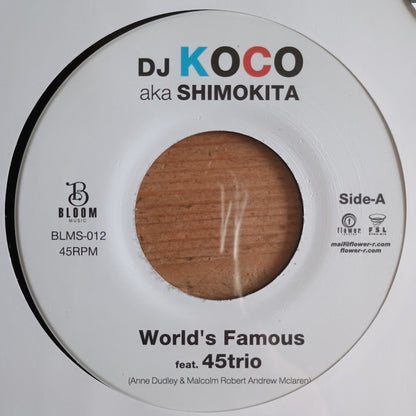 DJ KOCO
aka SHIMOKITA
B
BLOOM
MUSIC
BLMS-012
45RPM
Side-A
flower
FSL
mail@flower-r.com
flower-r.com
World's Famous
feat. 45trio
(Anne Dudley & Malcolm Robert Andrew Mclaren)